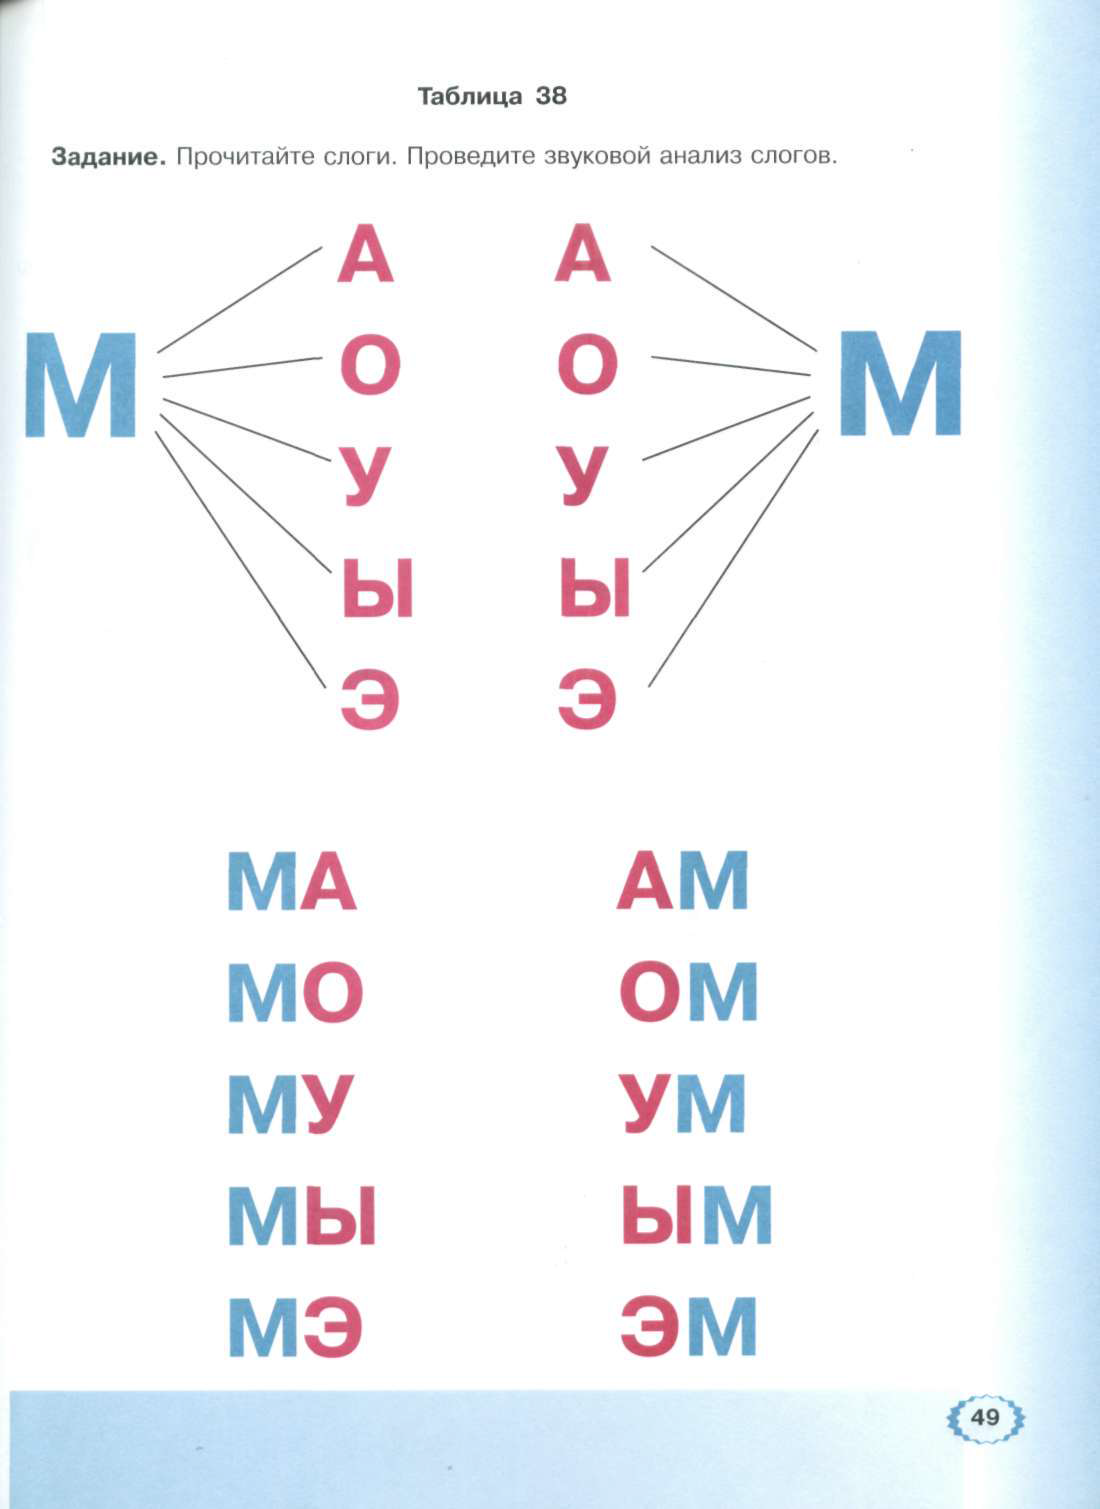 Таблица 38
Задание. Прочитайте слоги. Проведите звуковой анализ слогов.
А А
О О
М М
У У
Ы Ы
Э Э
МА АМ
МО ОМ
МУ УМ
МЫ ЫМ
МЭ ЭМ
49